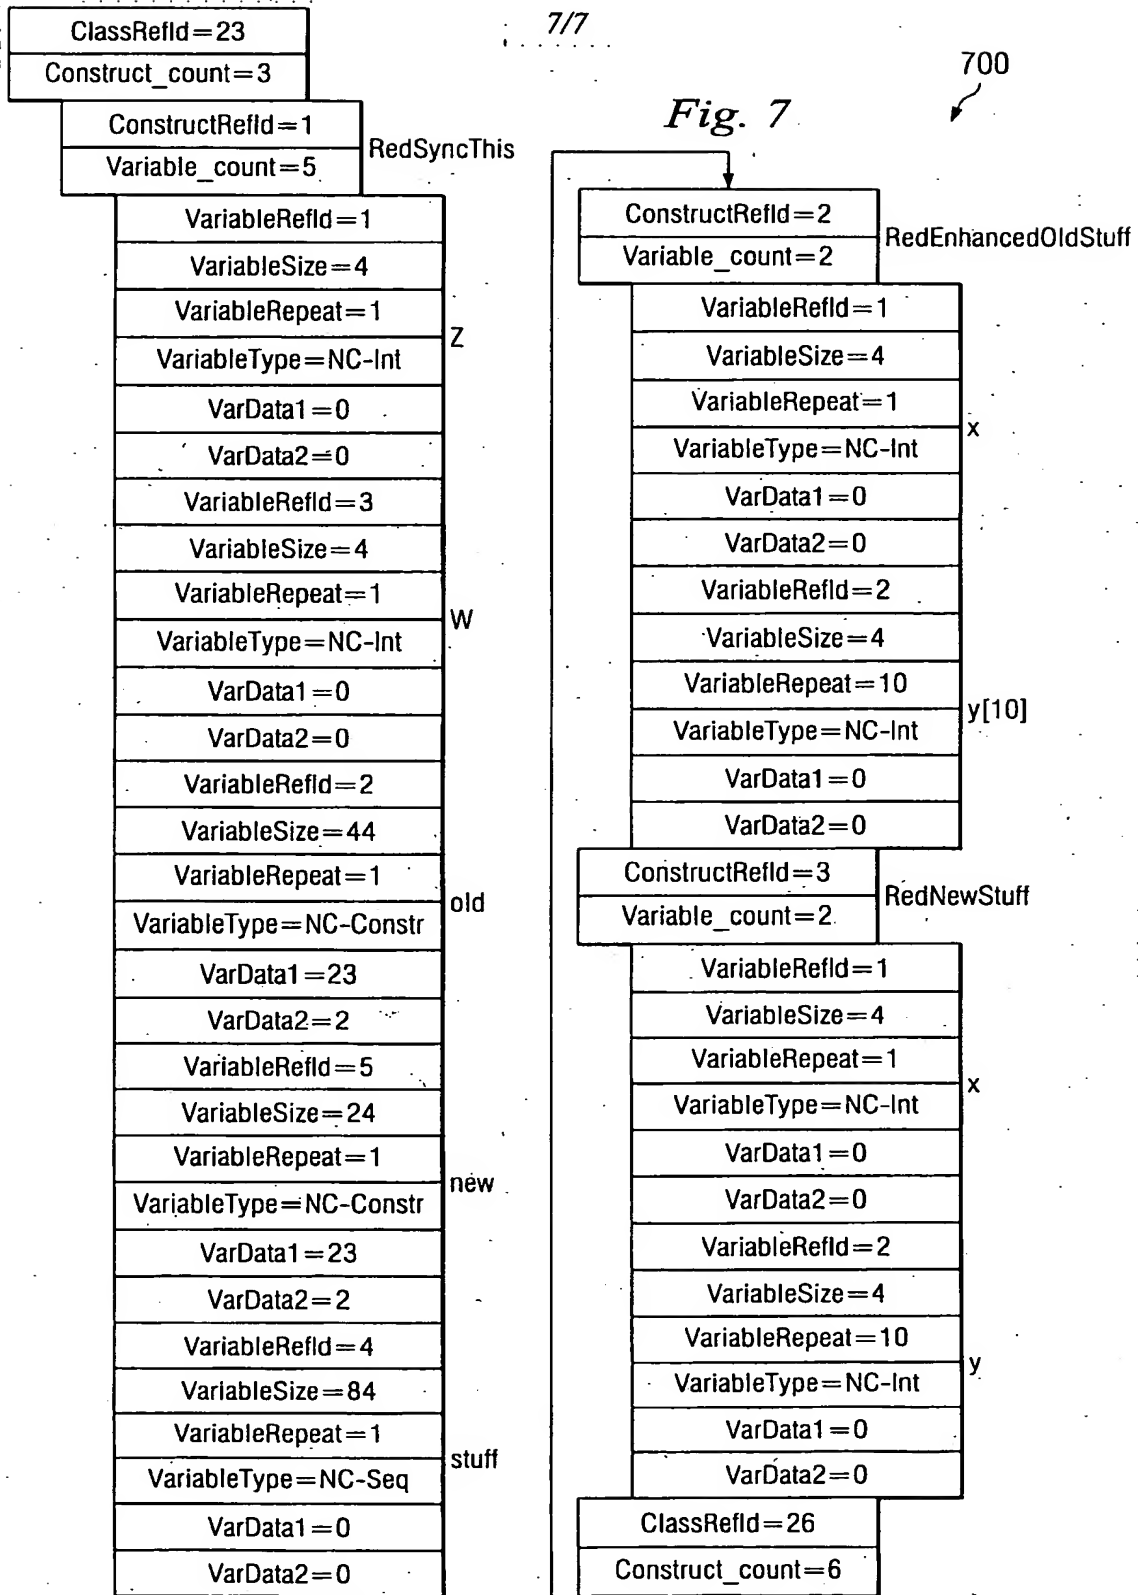 7/7
Fig. 7
700
ClassRefId=23
Construct_count=3
ConstructRefId=1
Variable_count=5
RedSyncThis
VariableRefId=1
VariableSize=4
VariableRepeat=1
VariableType=NC-Int
VarData1=0
VarData2=0
Z
VariableRefId=3
VariableSize=4
VariableRepeat=1
VariableType=NC-Int
VarData1=0
VarData2=0
W
VariableRefId=2
VariableSize=44
VariableRepeat=1
VariableType=NC-Constr
VarData1=23
VarData2=2
old
VariableRefId=5
VariableSize=24
VariableRepeat=1
VariableType=NC-Constr
VarData1=23
VarData2=2
new
VariableRefId=4
VariableSize=84
VariableRepeat=1
VariableType=NC-Seq
VarData1=0
VarData2=0
stuff
ConstructRefId=2
Variable_count=2
RedEnhancedOldStuff
VariableRefId=1
VariableSize=4
VariableRepeat=1
VariableType=NC-Int
VarData1=0
VarData2=0
x
VariableRefId=2
VariableSize=4
VariableRepeat=10
VariableType=NC-Int
VarData1=0
VarData2=0
y[10]
ConstructRefId=3
Variable_count=2
RedNewStuff
VariableRefId=1
VariableSize=4
VariableRepeat=1
VariableType=NC-Int
VarData1=0
VarData2=0
x
VariableRefId=2
VariableSize=4
VariableRepeat=10
VariableType=NC-Int
VarData1=0
VarData2=0
y
ClassRefId=26
Construct_count=6